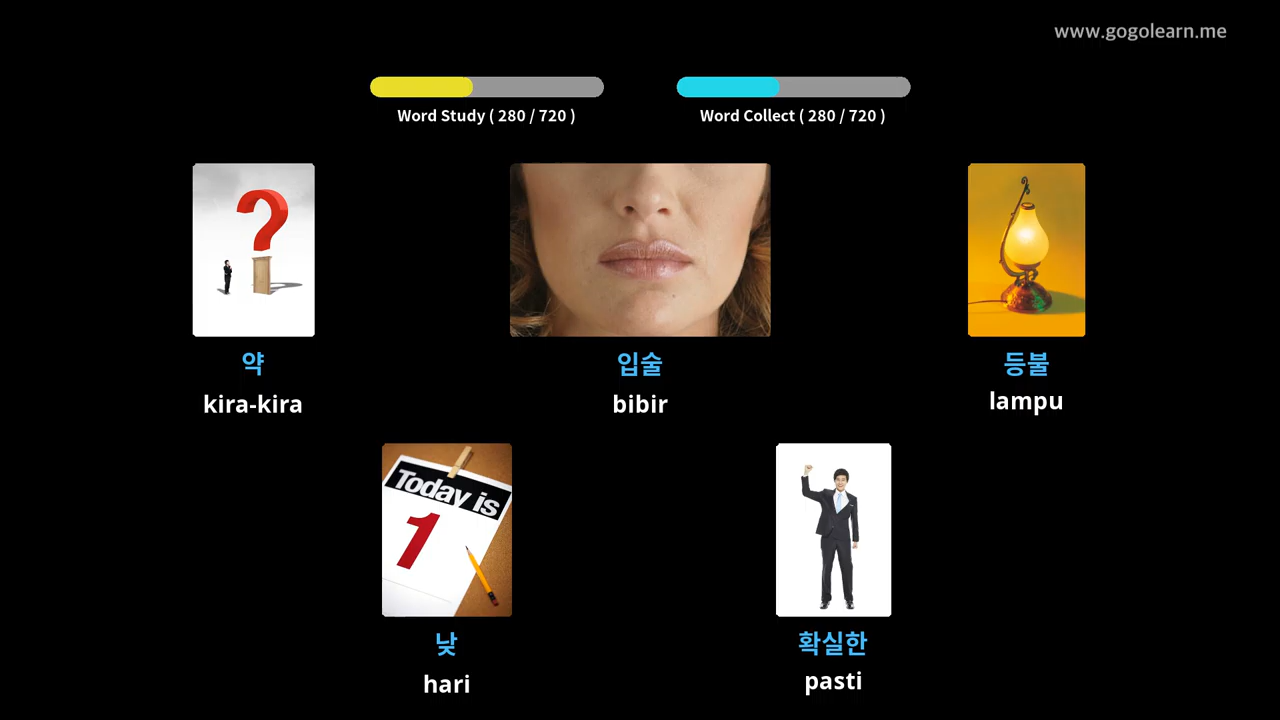 www.gogolearn.me
Word Study ( 280 / 720 )
Word Collect ( 280 / 720 )
약
kira-kira
입술
bibir
등불
lampu
Today is
1
낮
hari
확실한
pasti